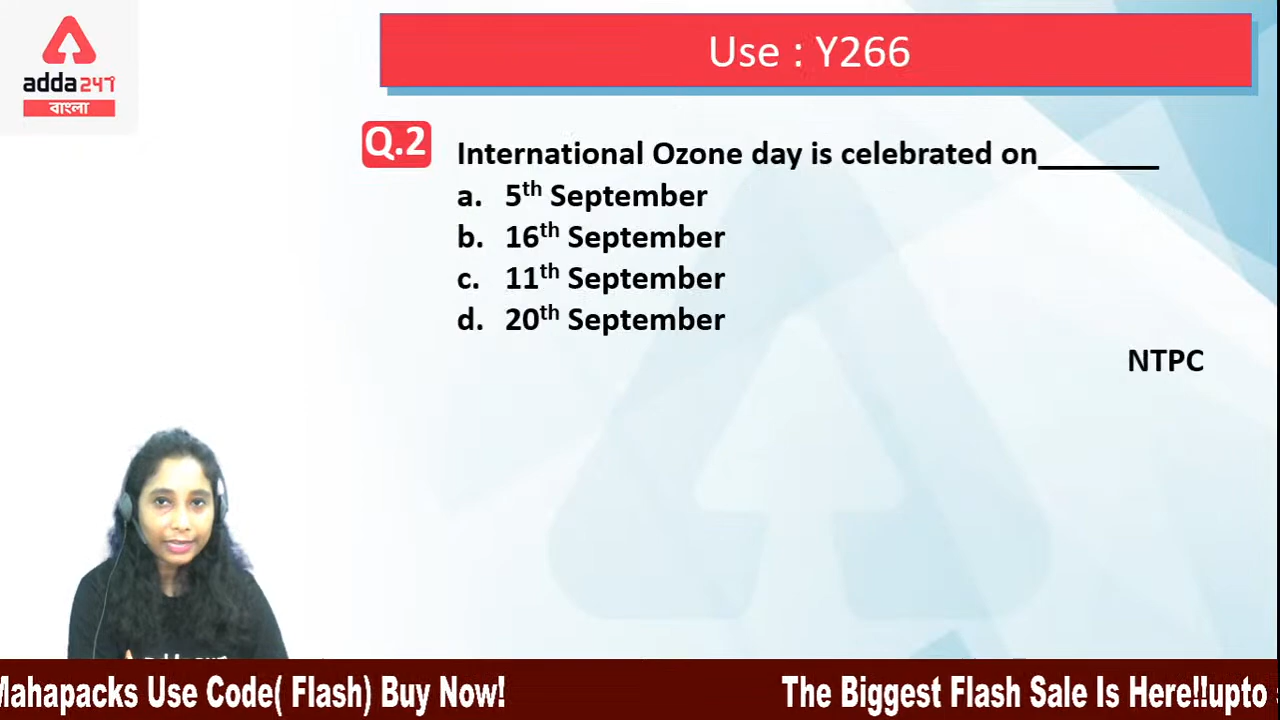 adda247
বাংলা
Use : Y266
Q.2 International Ozone day is celebrated on_______
a. 5th September
b. 16th September
c. 11th September
d. 20th September
NTPC
Mahapacks Use Code( Flash) Buy Now! The Biggest Flash Sale Is Here!!upto